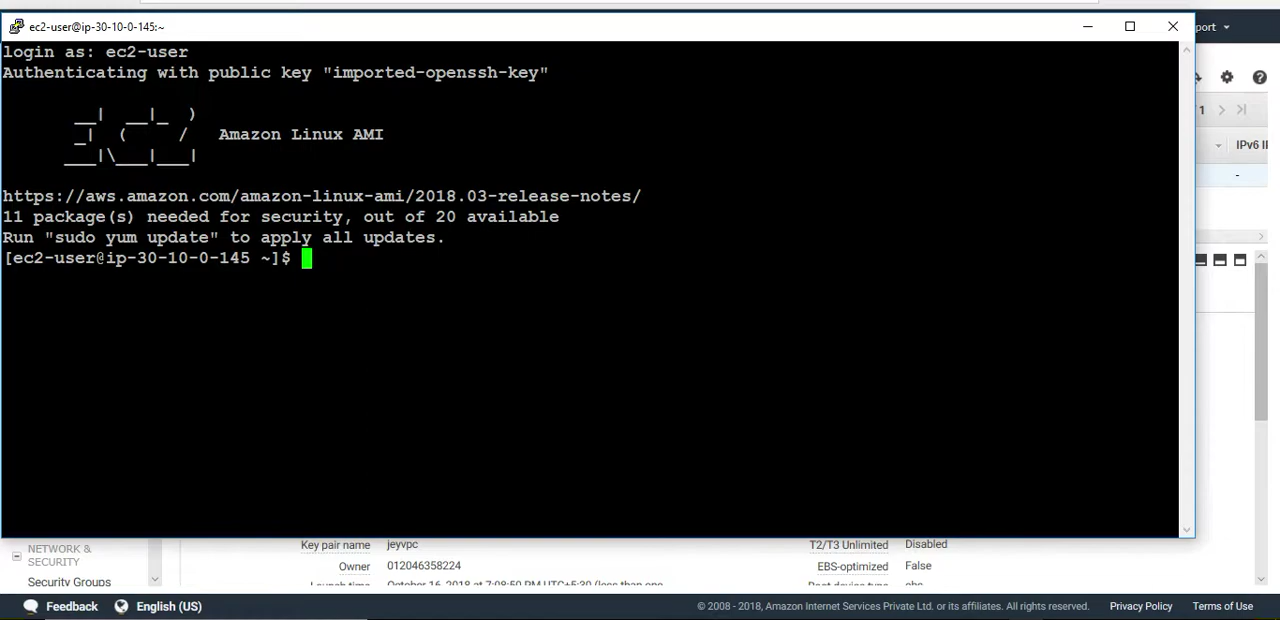 ec2-user@ip-30-10-0-145:~
port
login as: ec2-user
Authenticating with public key "imported-openssh-key"
__|  __|_  )
_|  (     /   Amazon Linux AMI
___|\___|___|
https://aws.amazon.com/amazon-linux-ami/2018.03-release-notes/
11 package(s) needed for security, out of 20 available
Run "sudo yum update" to apply all updates.
[ec2-user@ip-30-10-0-145 ~]$
1
IPv6 I
-
NETWORK &
SECURITY
Security Groups
Key pair name jeyvpc
Owner 012046358224
Launch time October 16, 2018 at 7:08:50 PM UTC+5:30 (less than one
T2/T3 Unlimited Disabled
EBS-optimized False
Root device type ebs
Feedback English (US)
© 2008 - 2018, Amazon Internet Services Private Ltd. or its affiliates. All rights reserved. Privacy Policy Terms of Use